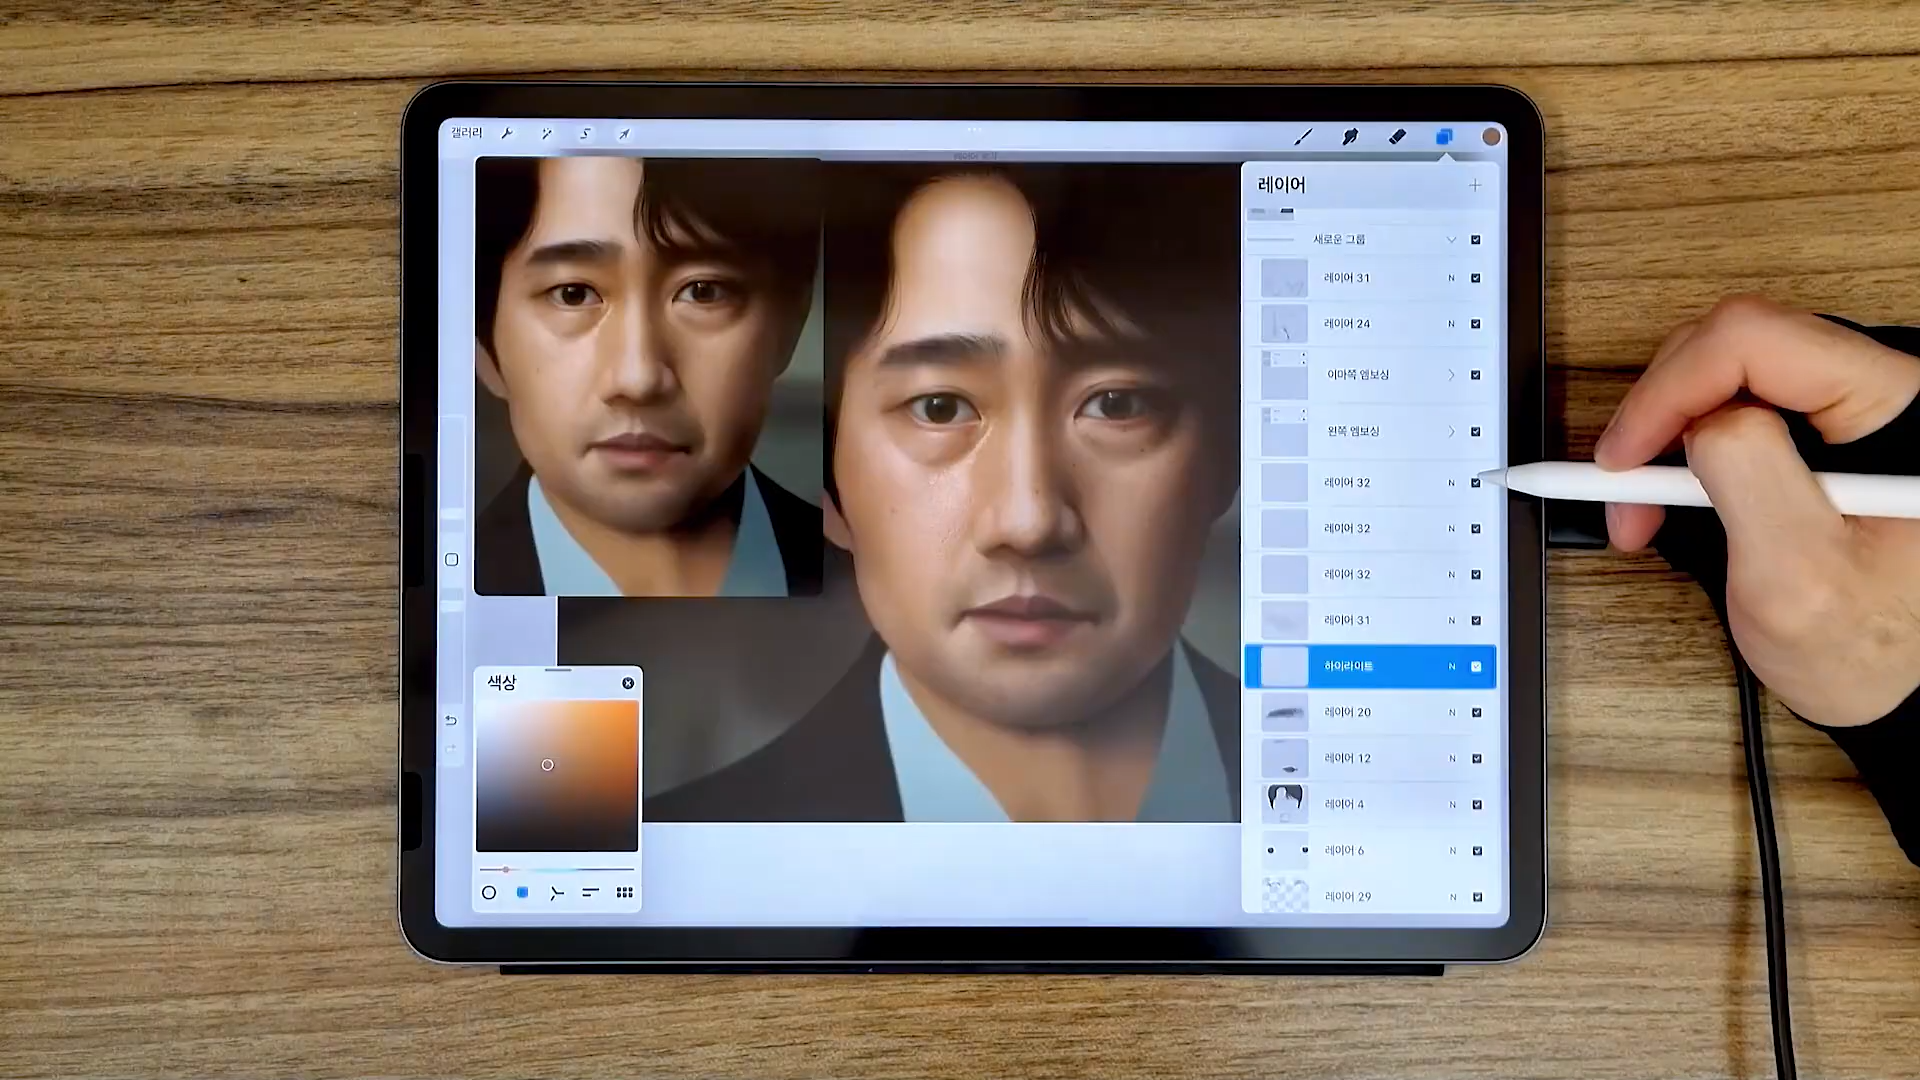 갤러리
레이어
새로운 그룹
레이어 31 N
레이어 24 N
이마쪽 엠보싱
왼쪽 엠보싱
레이어 32 N
레이어 32 N
레이어 32 N
레이어 31 N
하이라이트 N
레이어 20 N
레이어 12 N
레이어 4 N
레이어 6 N
레이어 29 N
색상